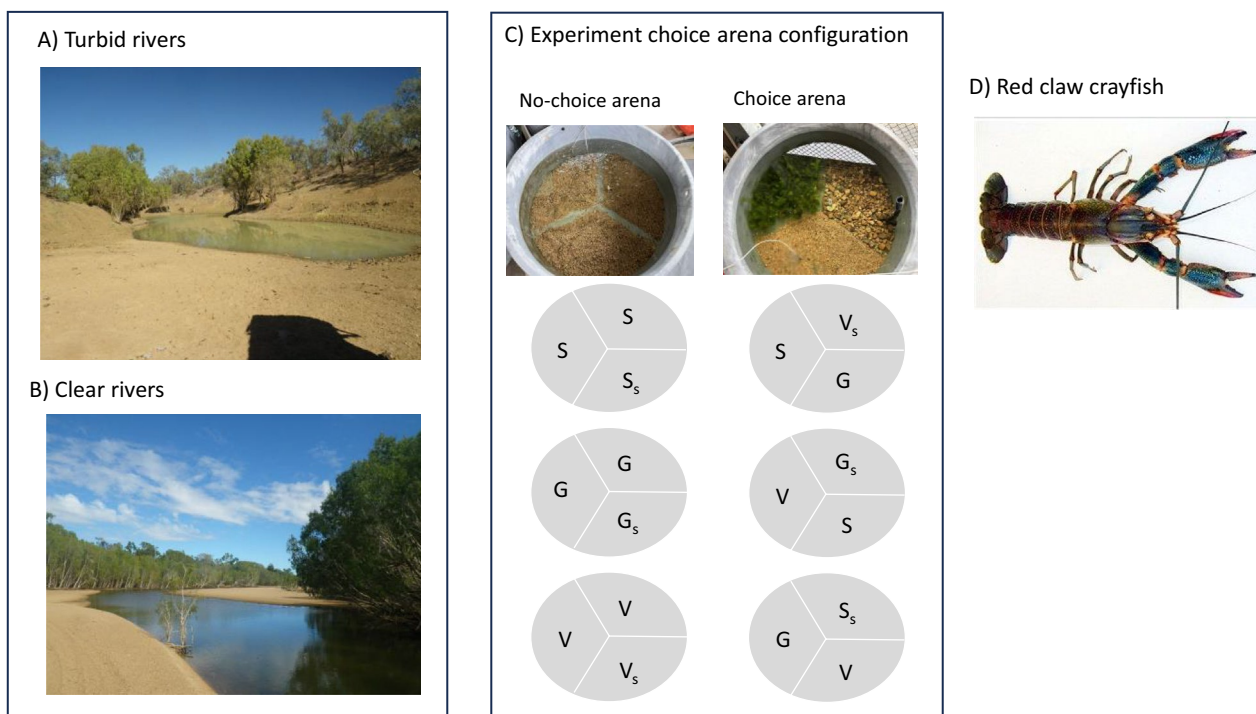 A) Turbid rivers
B) Clear rivers
C) Experiment choice arena configuration
No-choice arena
Choice arena
S
S
Sₛ
G
G
Gₛ
V
V
Vₛ
S
Vₛ
G
V
Gₛ
S
G
Sₛ
V
D) Red claw crayfish